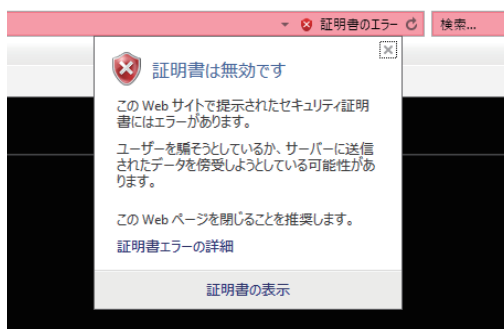 証明書のエラー
検索...
証明書は無効です
この Web サイトで提示されたセキュリティ証明
書にはエラーがあります。
ユーザーを騙そうとしているか、サーバーに送信
されたデータを傍受しようとしている可能性があ
ります。
この Web ページを閉じることを推奨します。
証明書エラーの詳細
証明書の表示